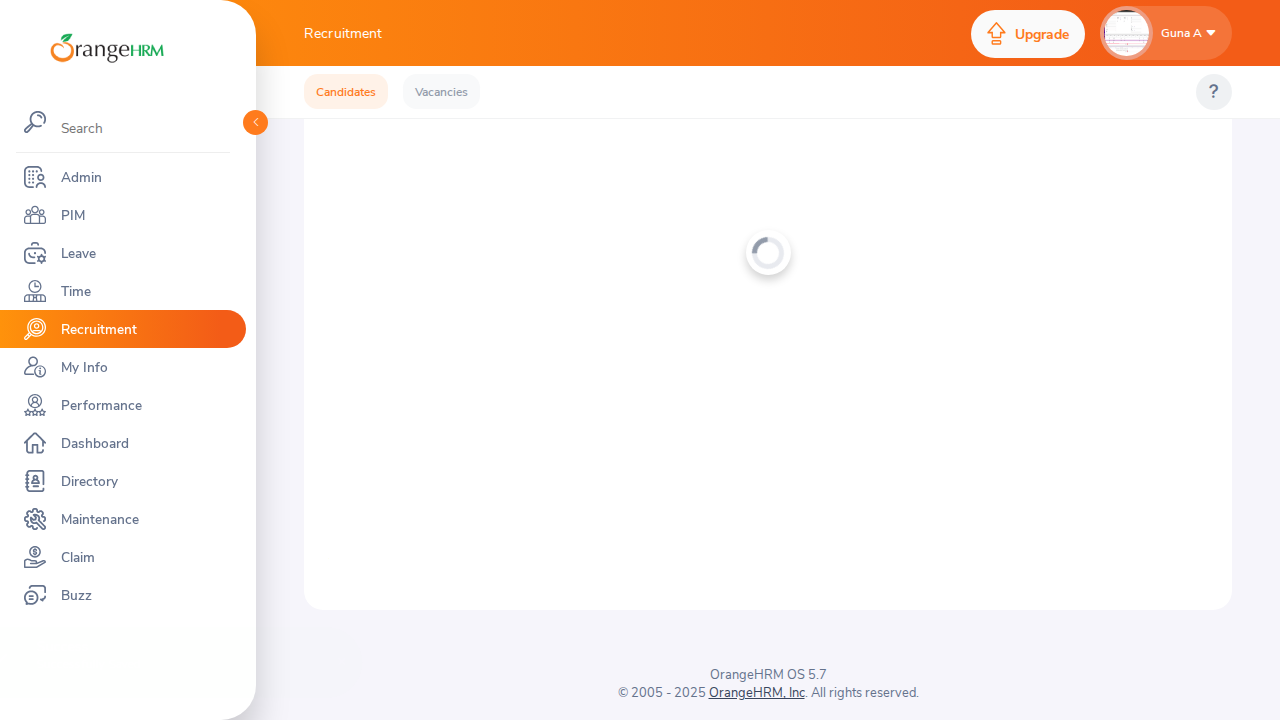 OrangeHRM
Recruitment
Upgrade
Guna A
Candidates
Vacancies
?
Search
Admin
PIM
Leave
Time
Recruitment
My Info
Performance
Dashboard
Directory
Maintenance
Claim
Buzz
OrangeHRM OS 5.7
© 2005 - 2025 OrangeHRM, Inc. All rights reserved.